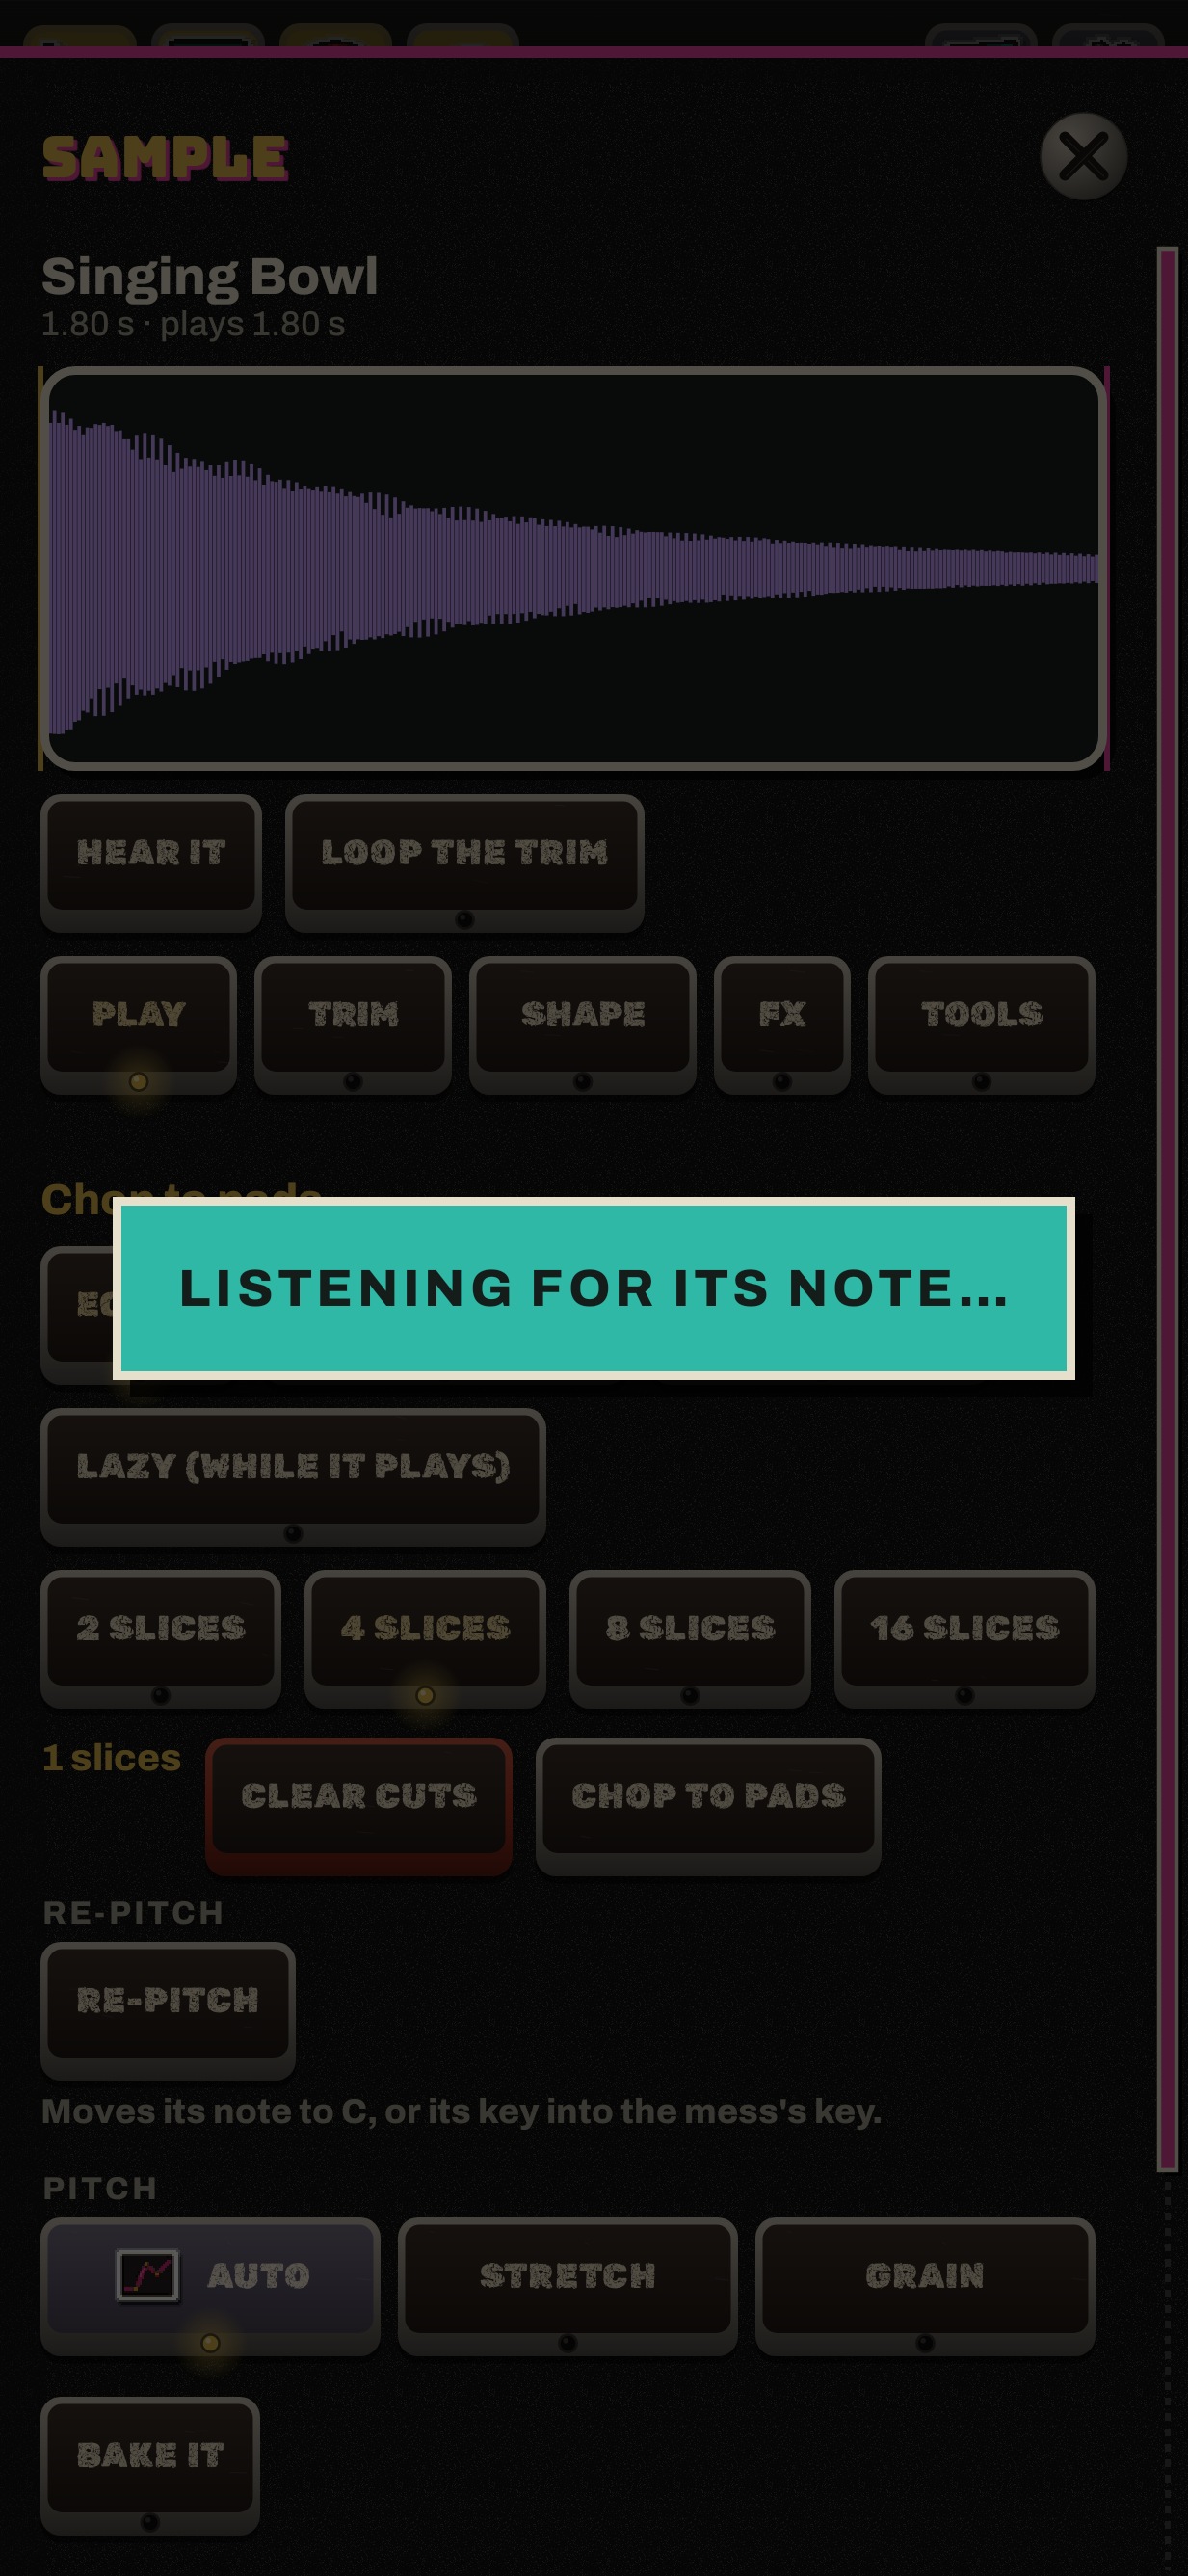 SAMPLE
Singing Bowl
1.80 s · plays 1.80 s
HEAR IT
LOOP THE TRIM
PLAY
TRIM
SHAPE
FX
TOOLS
Chop to pads
LISTENING FOR ITS NOTE...
LAZY (WHILE IT PLAYS)
2 SLICES
4 SLICES
8 SLICES
16 SLICES
1 slices
CLEAR CUTS
CHOP TO PADS
RE-PITCH
RE-PITCH
Moves its note to C, or its key into the mess's key.
PITCH
AUTO
STRETCH
GRAIN
BAKE IT